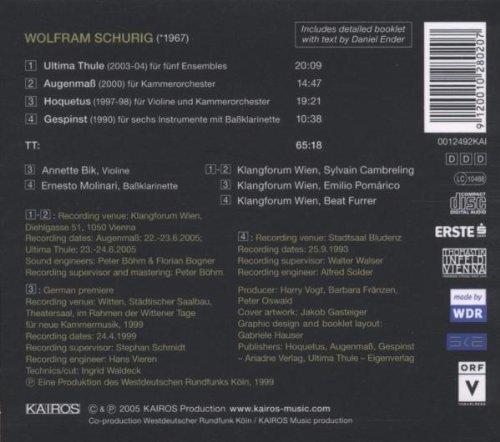 WOLFRAM SCHURIG (*1967)
Includes detailed booklet
with text by Daniel Ender
1 Ultima Thule (2003-04) für fünf Ensembles 20:09
2 Augenmaß (2000) für Kammerorchester 14:47
3 Hoquetus (1997-98) für Violine und Kammerorchester 19:21
4 Gespinst (1990) für sechs Instrumente mit Baßklarinette 10:38
TT: 65:18
9120010280207
0012492KAI
D D D
LC 10488
COMPACT
disc
DIGITAL AUDIO
3 Annette Bik, Violine
4 Ernesto Molinari, Baßklarinette
1-2 Klangforum Wien, Sylvain Cambreling
3 Klangforum Wien, Emilio Pomárico
4 Klangforum Wien, Beat Furrer
1-2: Recording venue: Klangforum Wien,
Diehlgasse 51, 1050 Vienna
Recording dates: Augenmaß: 22.-23.6.2005;
Ultima Thule: 23.-24.6.2005
Sound engineers: Peter Böhm & Florian Bogner
Recording supervisor and mastering: Peter Böhm
3: German premiere
Recording venue: Witten, Städtischer Saalbau,
Theatersaal, im Rahmen der Wittener Tage
für neue Kammermusik, 1999
Recording dates: 24.4.1999
Recording supervisor: Stephan Schmidt
Recording engineer: Hans Vieren
Technics/cut: Ingrid Waldeck
℗ Eine Produktion des Westdeutschen Rundfunks Köln, 1999
4: Recording venue: Stadtsaal Bludenz
Recording dates: 25.9.1993
Recording supervisor: Walter Walser
Recording engineer: Alfred Solder
Producer: Harry Vogt, Barbara Fränzen,
Peter Oswald
Cover artwork: Jakob Gasteiger
Graphic design and booklet layout:
Gabriele Hauser
Publishers: Hoquetus, Augenmaß, Gespinst
– Ariadne Verlag, Ultima Thule – Eigenverlag
ERSTE
THOMASTIK
INFELD
VIENNA
made by
WDR
ORF
V
KAIROS
© & ℗ 2005 KAIROS Production www.kairos-music.com
Co-production Westdeutscher Rundfunk Köln / KAIROS Music production